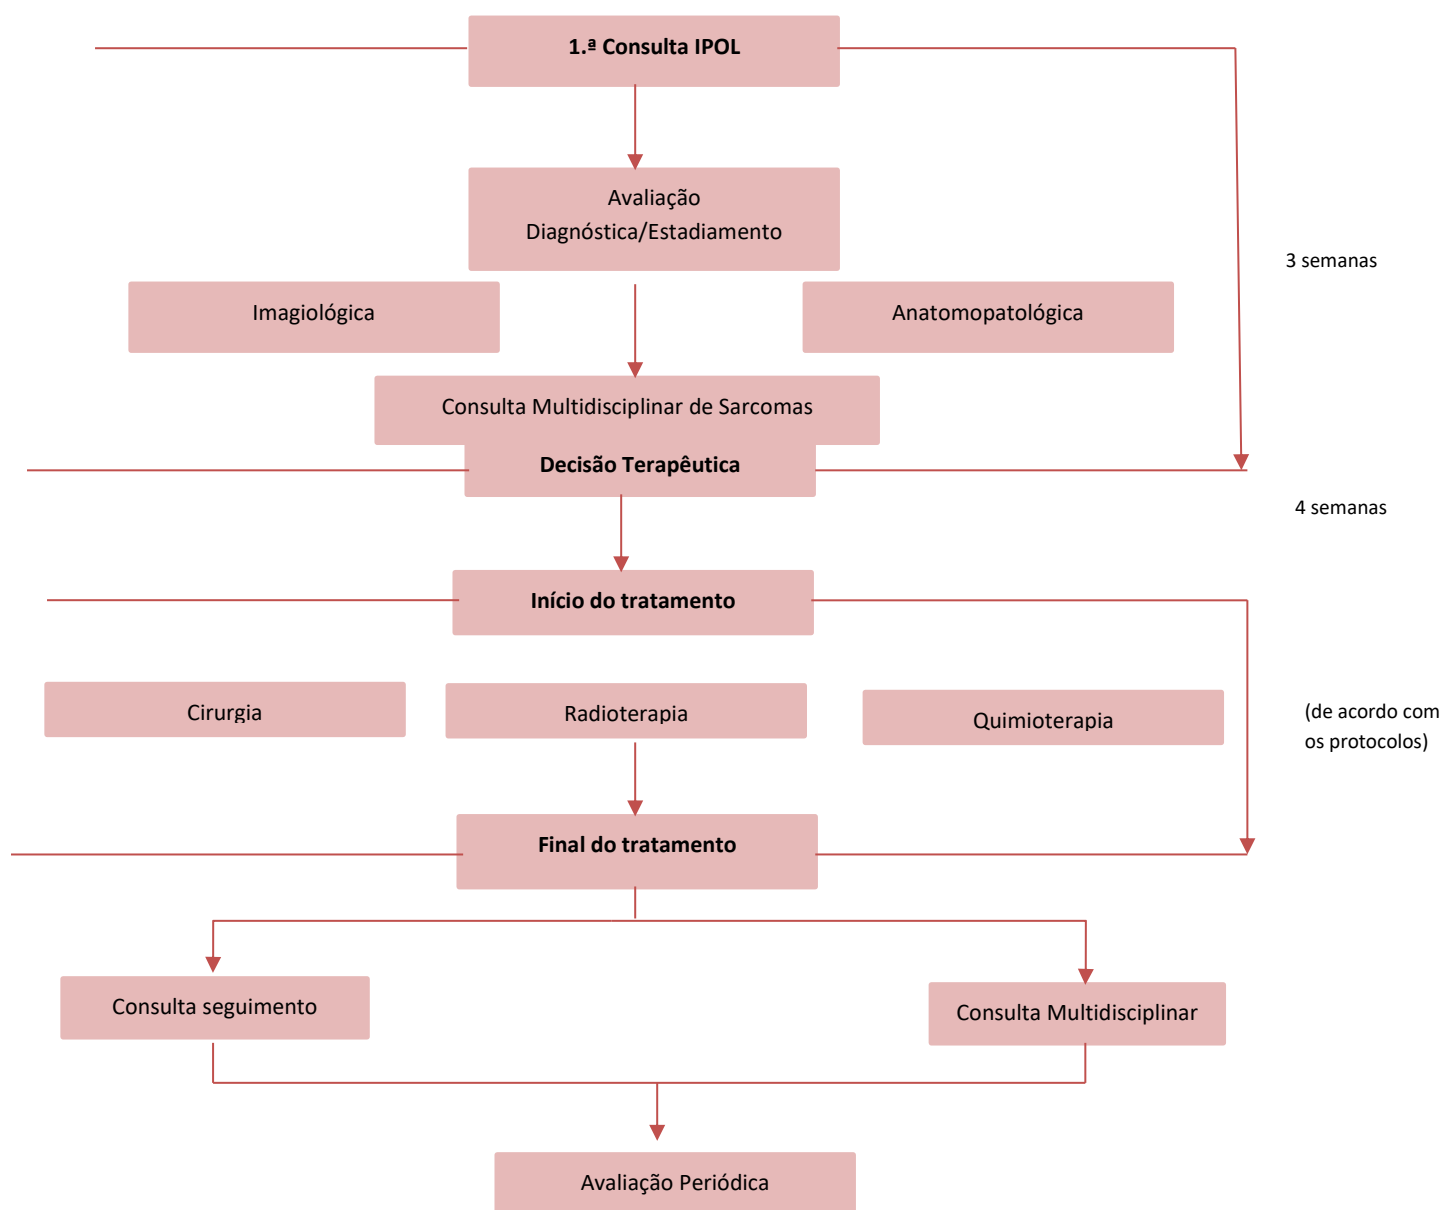 1.ª Consulta IPOL
Avaliação
Diagnóstica/Estadiamento
3 semanas
Imagiológica
Anatomopatológica
Consulta Multidisciplinar de Sarcomas
Decisão Terapêutica
4 semanas
Início do tratamento
Cirurgia
Radioterapia
Quimioterapia
(de acordo com
os protocolos)
Final do tratamento
Consulta seguimento
Consulta Multidisciplinar
Avaliação Periódica